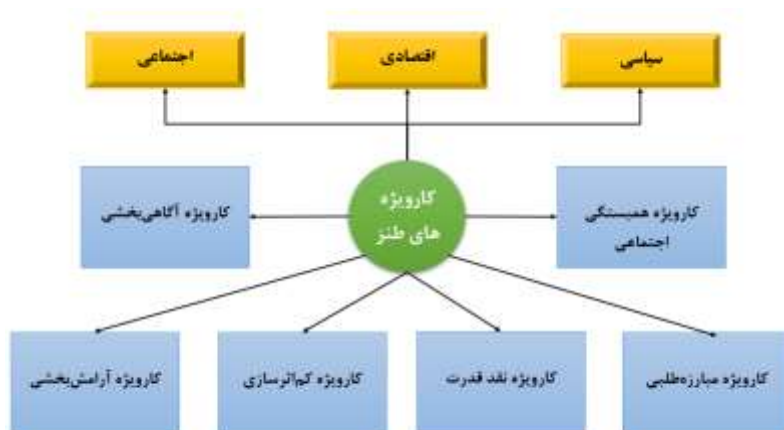 سیاسی
اقتصادی
اجتماعی
کارویژه همبستگی
اجتماعی
کارویژه
های طنز
کارویژه آگاهی‌بخشی
کارویژه مبارزه‌طلبی
کارویژه نقد قدرت
کارویژه کم‌اثرسازی
کارویژه آرامش‌بخشی